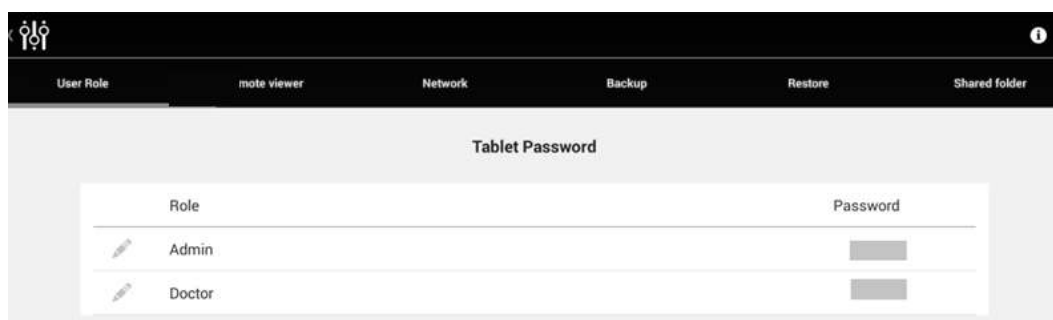 User Role mote viewer Network Backup Restore Shared folder
Tablet Password
Role Password
Admin
Doctor